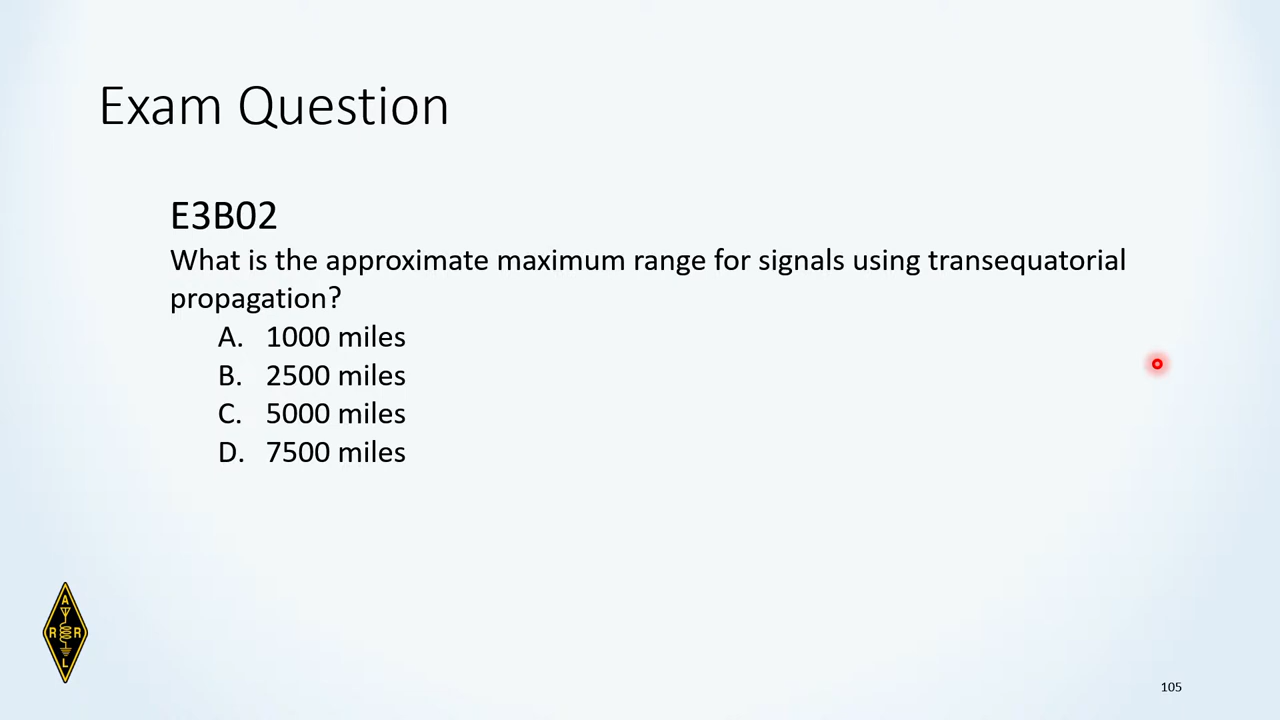 Exam Question
E3B02
What is the approximate maximum range for signals using transequatorial
propagation?
A. 1000 miles
B. 2500 miles
C. 5000 miles
D. 7500 miles
A
R R
L
105